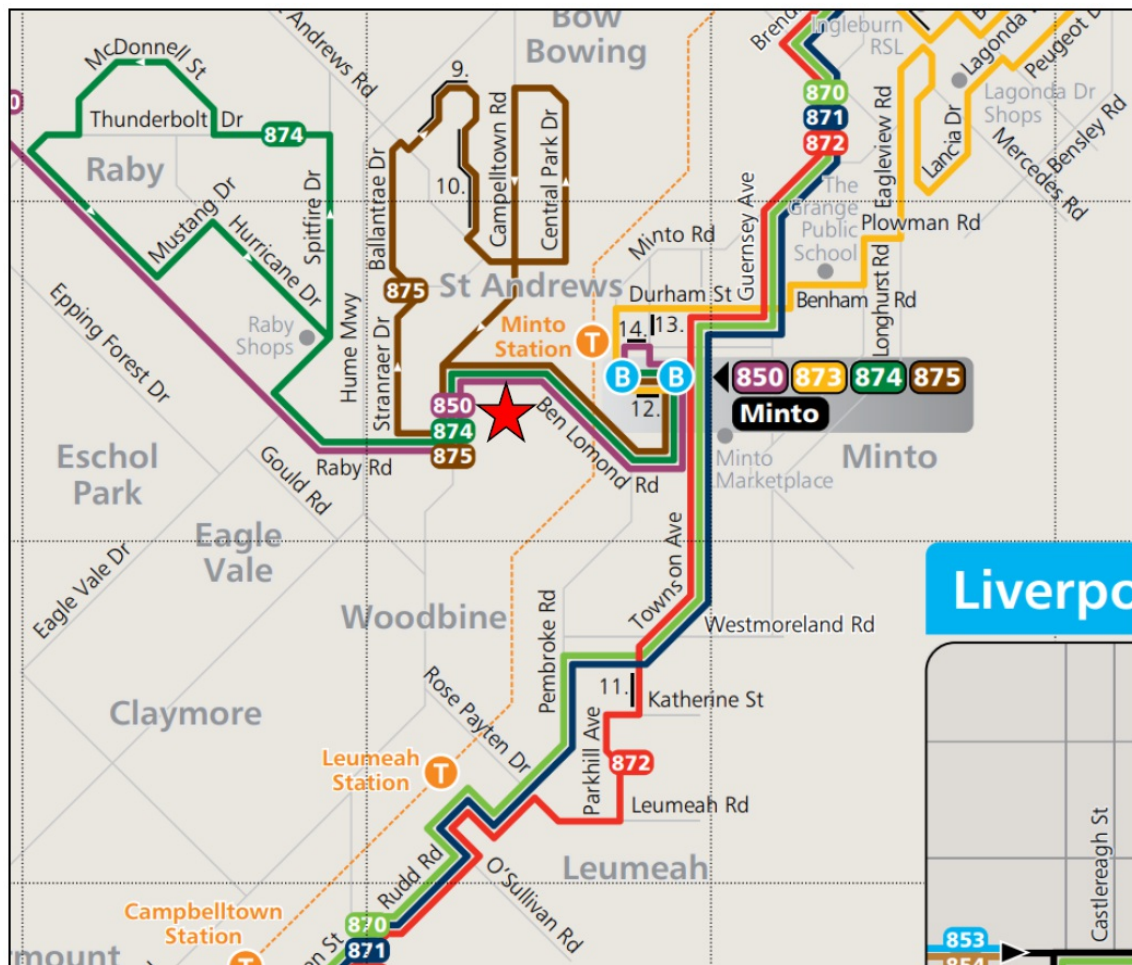 Bow
Bowing
Andrews Rd
McDonnell St
Thunderbolt Dr
874
Raby
Mustang Dr
Hurricane Dr
Spitfire Dr
Raby
Shops
Epping Forest Dr
Hume Mwy
Ballantrae Dr
Stranraer Dr
9.
10.
Campbelltown Rd
Central Park Dr
875
St Andrews
Minto
Station
T
Minto Rd
Durham St
14.
13.
12.
B
B
Guernsey Ave
Ingleburn
RSL
870
871
872
The
Grange
Public
School
Eagleview Rd
Lancia Dr
Lagonda Dr
Shops
Mercedes Rd
Bensley Rd
Plowman Rd
Benham Rd
Longhurst Rd
850
873
874
875
Minto
Minto
Marketplace
Minto
850
874
875
Ben Lomond Rd
Raby Rd
Gould Rd
Eschol
Park
Eagle
Vale
Eagle Vale Dr
Woodbine
Claymore
Townson Ave
Westmoreland Rd
Pembroke Rd
11.
Katherine St
Parkhill Ave
872
Leumeah Rd
Rose Payten Dr
Leumeah
Station
T
Leumeah
Rudd Rd
O'Sullivan Rd
Campbelltown
Station
T
870
871
853
854
Castlereagh St